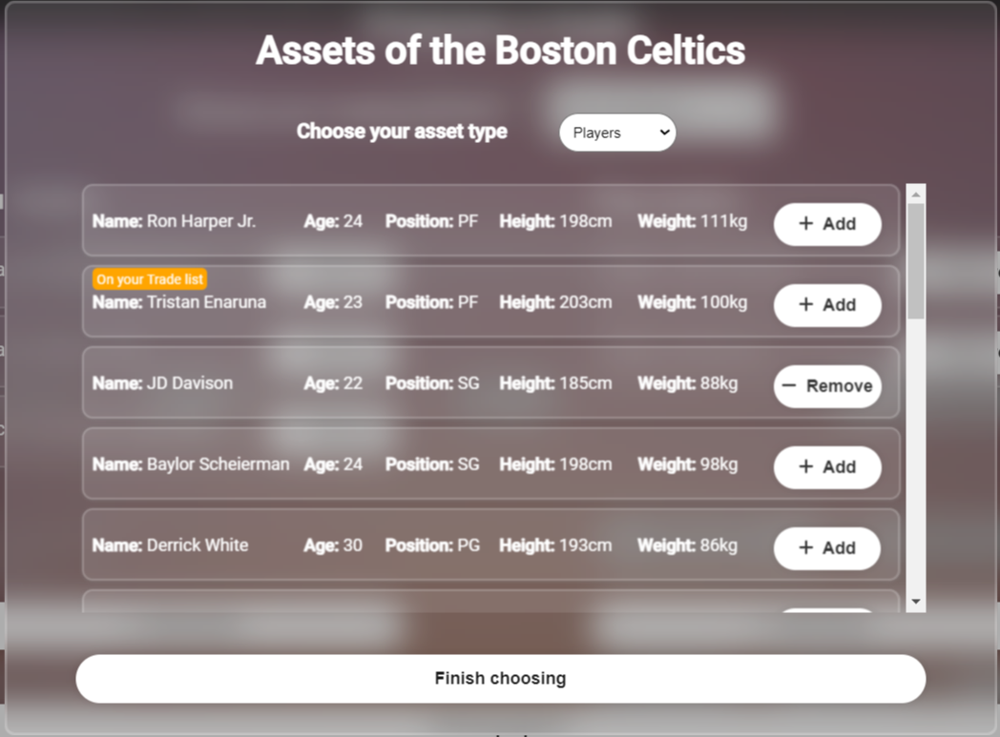 Assets of the Boston Celtics
Choose your asset type Players
Name: Ron Harper Jr. Age: 24 Position: PF Height: 198cm Weight: 111kg + Add
On your Trade list
Name: Tristan Enaruna Age: 23 Position: PF Height: 203cm Weight: 100kg + Add
Name: JD Davison Age: 22 Position: SG Height: 185cm Weight: 88kg − Remove
Name: Baylor Scheierman Age: 24 Position: SG Height: 198cm Weight: 98kg + Add
Name: Derrick White Age: 30 Position: PG Height: 193cm Weight: 86kg + Add
Finish choosing